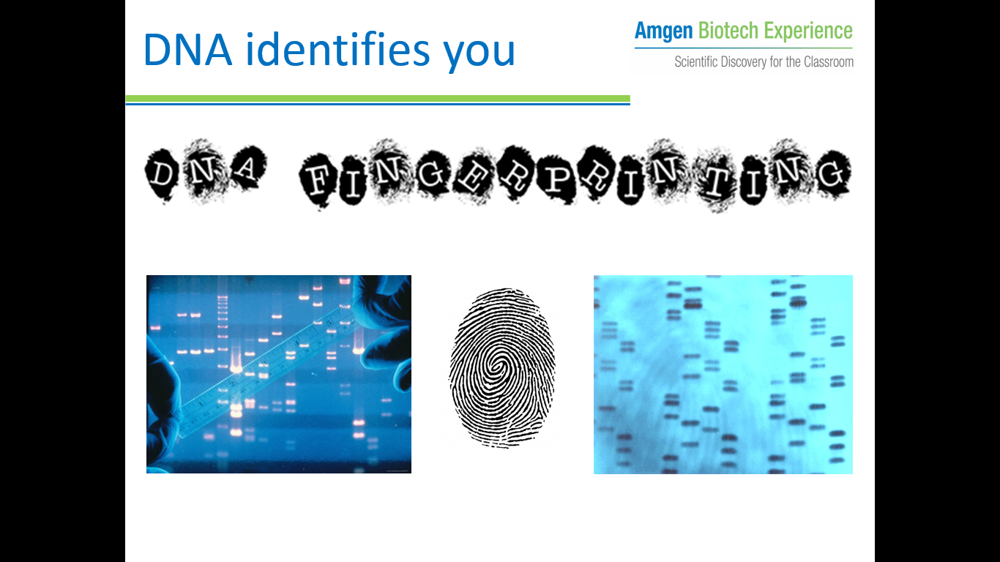 DNA identifies you
Amgen Biotech Experience
Scientific Discovery for the Classroom
DNA FINGERPRINTING